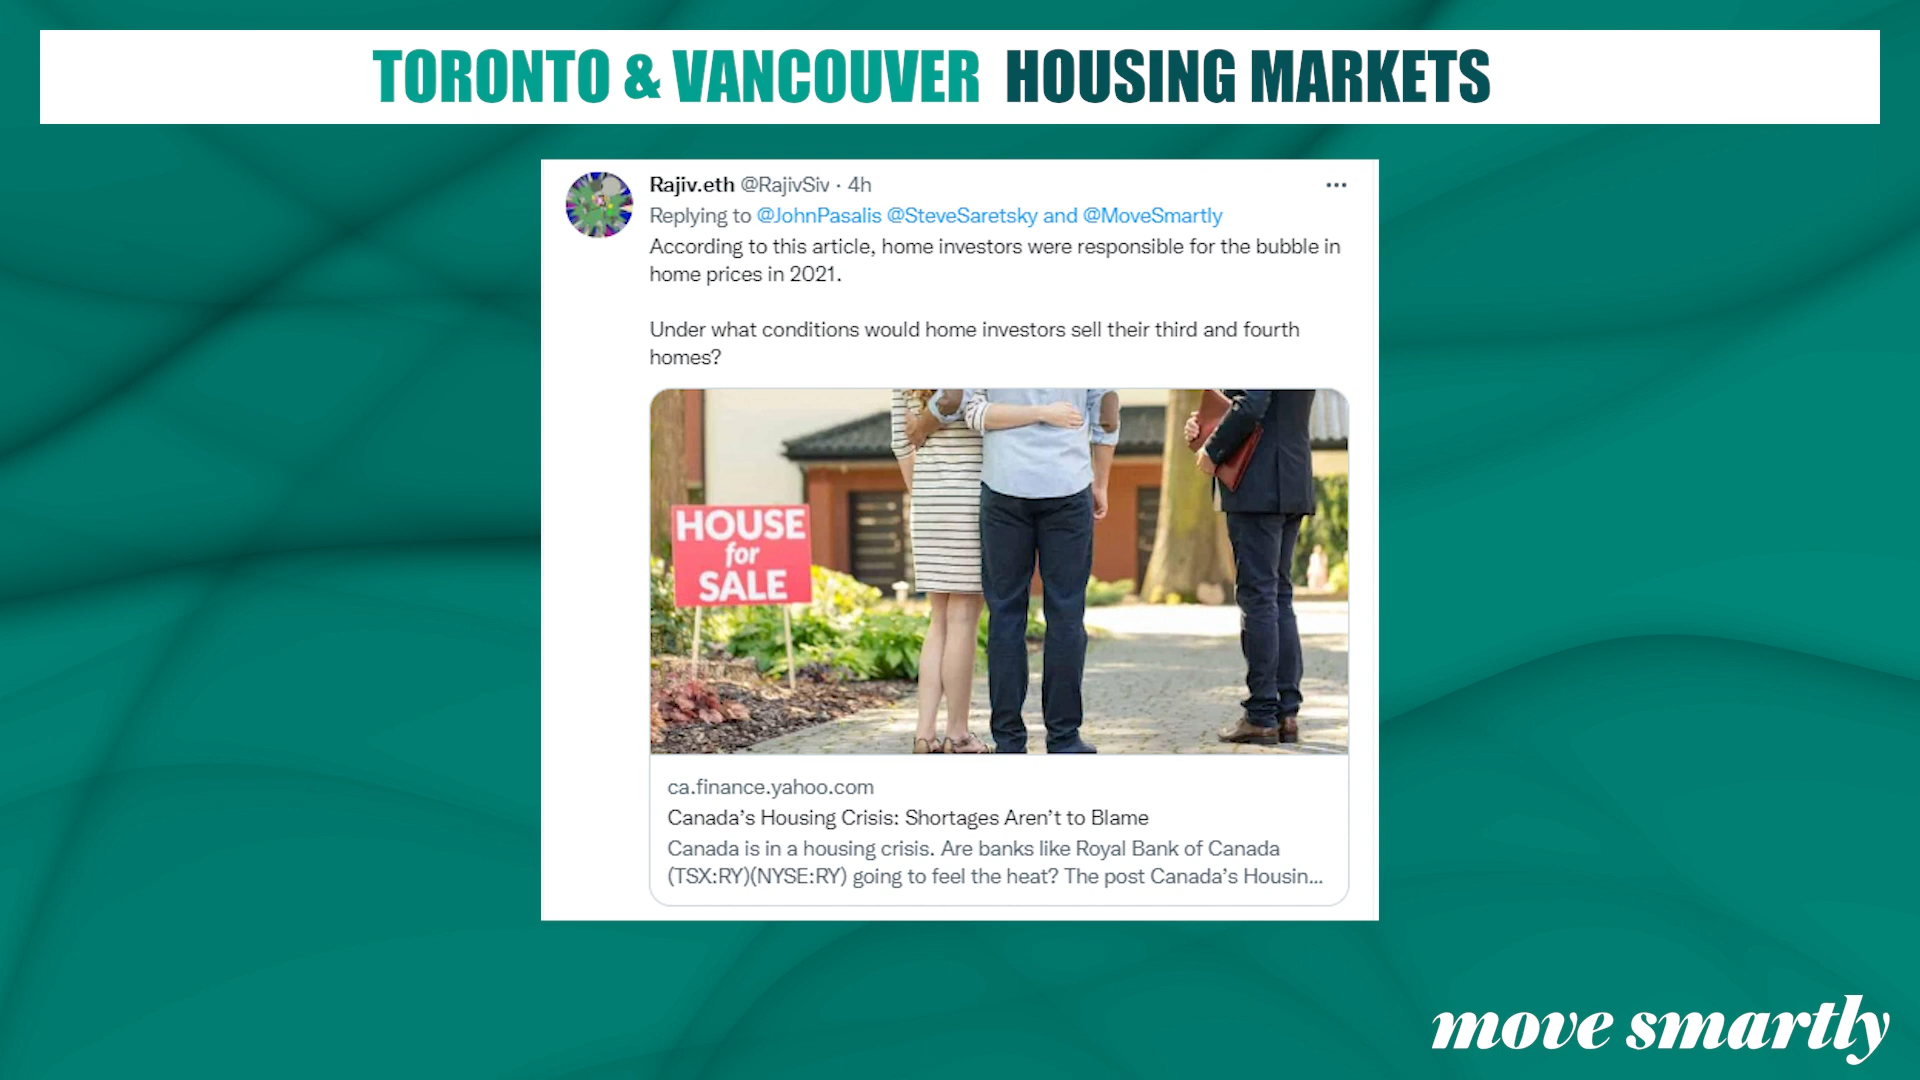 TORONTO & VANCOUVER HOUSING MARKETS
Rajiv.eth @RajivSiv · 4h
Replying to @JohnPasalis @SteveSaretsky and @MoveSmartly
According to this article, home investors were responsible for the bubble in
home prices in 2021.
Under what conditions would home investors sell their third and fourth
homes?
HOUSE
for
SALE
ca.finance.yahoo.com
Canada’s Housing Crisis: Shortages Aren’t to Blame
Canada is in a housing crisis. Are banks like Royal Bank of Canada
(TSX:RY)(NYSE:RY) going to feel the heat? The post Canada’s Housin...
move smartly